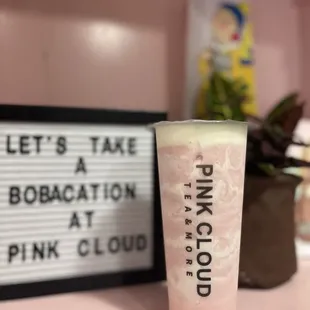 LET'S TAKE
A
BOBACATION
AT
PINK CLOUD
PINK CLOUD
TEA & MORE